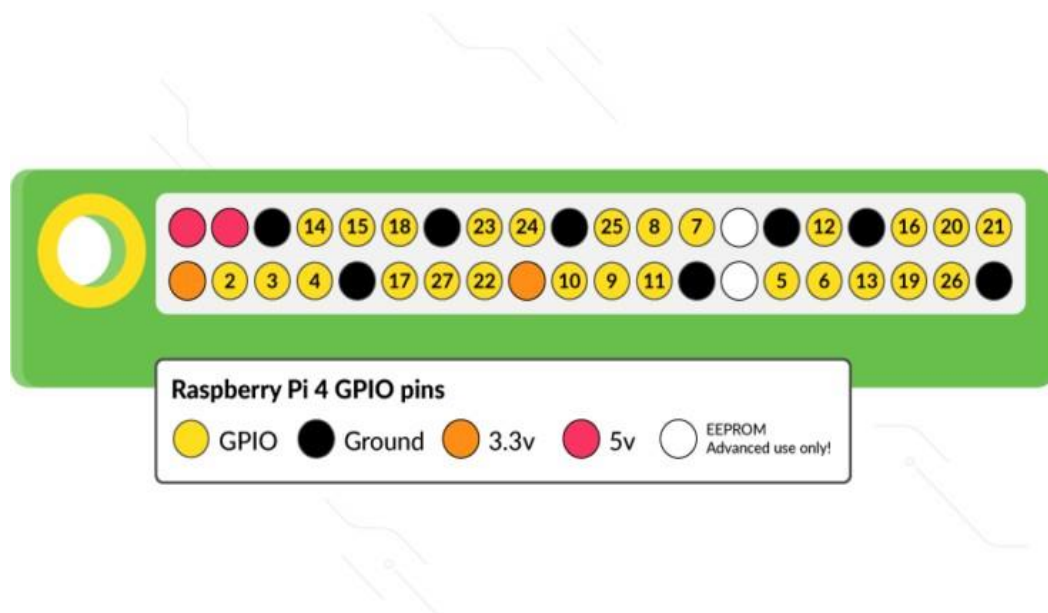 14 15 18 23 24 25 8 7 12 16 20 21
2 3 4 17 27 22 10 9 11 5 6 13 19 26
Raspberry Pi 4 GPIO pins
GPIO Ground 3.3v 5v EEPROM
Advanced use only!